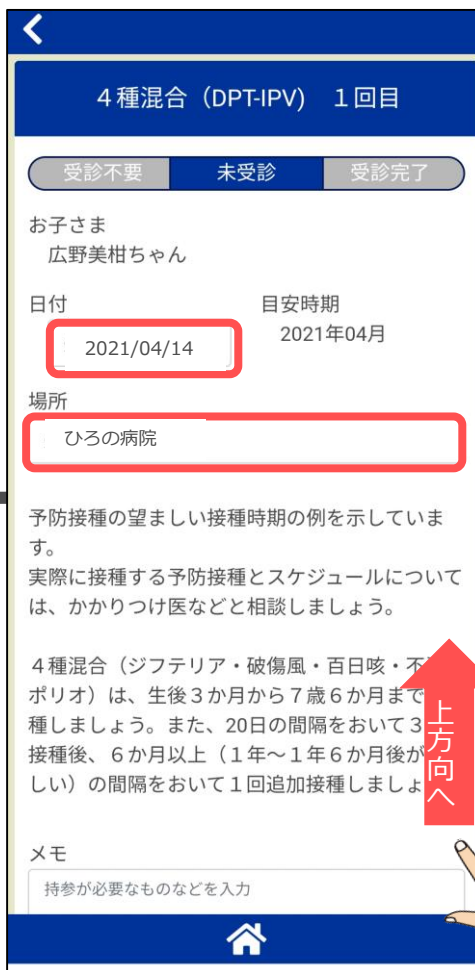 4種混合（DPT-IPV） 1回目
受診不要 未受診 受診完了
お子さま
広野美柑ちゃん
日付 目安時期
2021/04/14 2021年04月
場所
ひろの病院
予防接種の望ましい接種時期の例を示していま
す。
実際に接種する予防接種とスケジュールについて
は、かかりつけ医などと相談しましょう。
4種混合（ジフテリア・破傷風・百日咳・不
ポリオ）は、生後3か月から7歳6か月まで
種しましょう。また、20日の間隔をおいて3
接種後、6か月以上（1年～1年6か月後が
しい）の間隔をおいて1回追加接種しましょ
上方向へ
メモ
持参が必要なものなどを入力